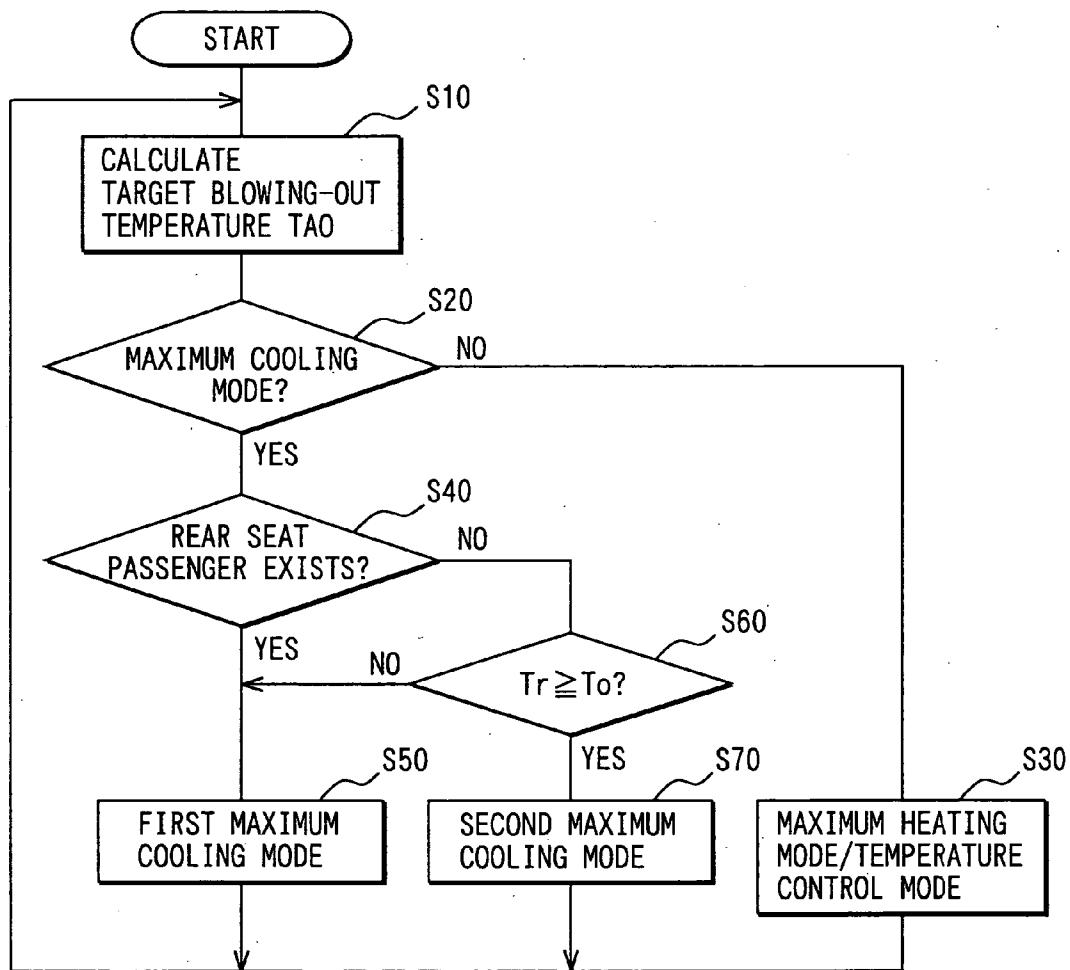 START
S10
CALCULATE
TARGET BLOWING-OUT
TEMPERATURE TAO
S20
MAXIMUM COOLING
MODE?
NO
YES
S40
REAR SEAT
PASSENGER EXISTS?
NO
YES
S60
Tr≧To?
NO
YES
S50
FIRST MAXIMUM
COOLING MODE
S70
SECOND MAXIMUM
COOLING MODE
S30
MAXIMUM HEATING
MODE/TEMPERATURE
CONTROL MODE